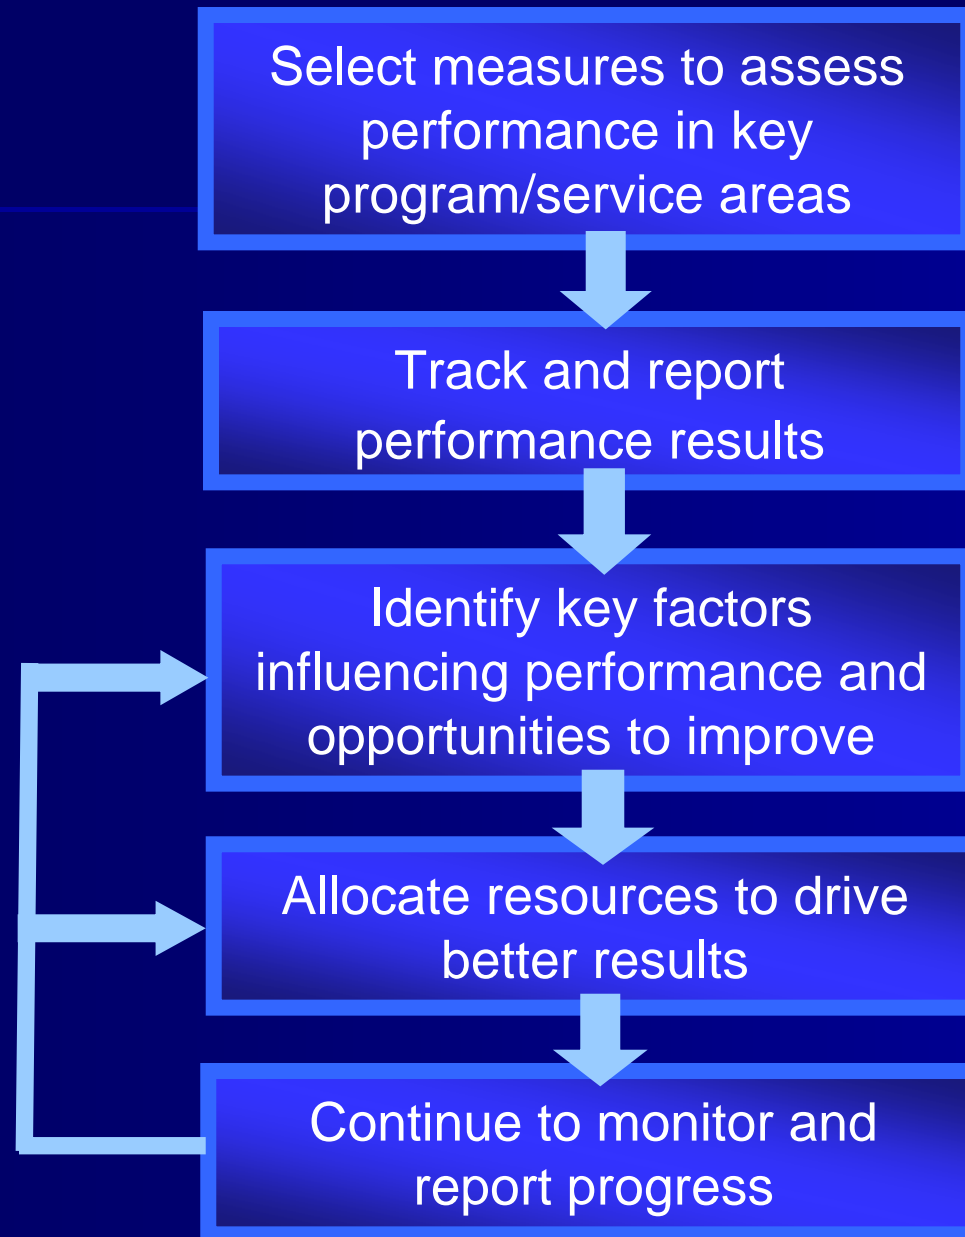 Select measures to assess
performance in key
program/service areas
Track and report
performance results
Identify key factors
influencing performance and
opportunities to improve
Allocate resources to drive
better results
Continue to monitor and
report progress